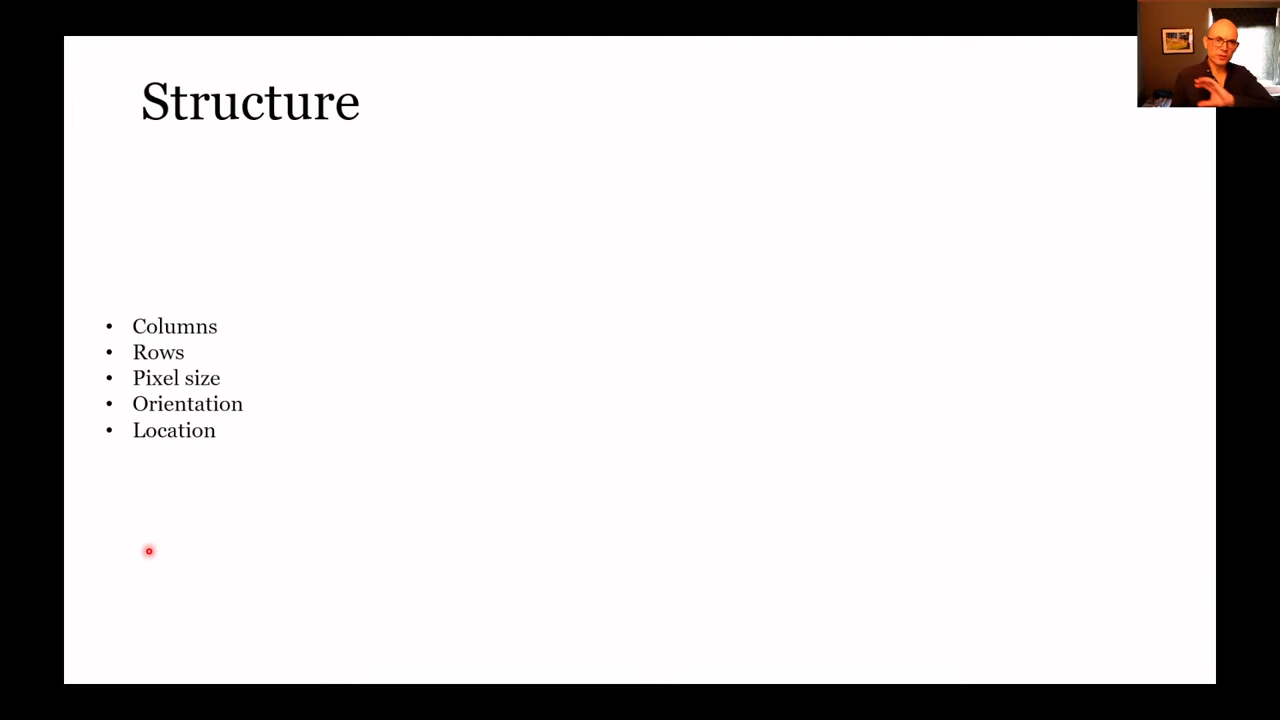 Structure
• Columns
• Rows
• Pixel size
• Orientation
• Location